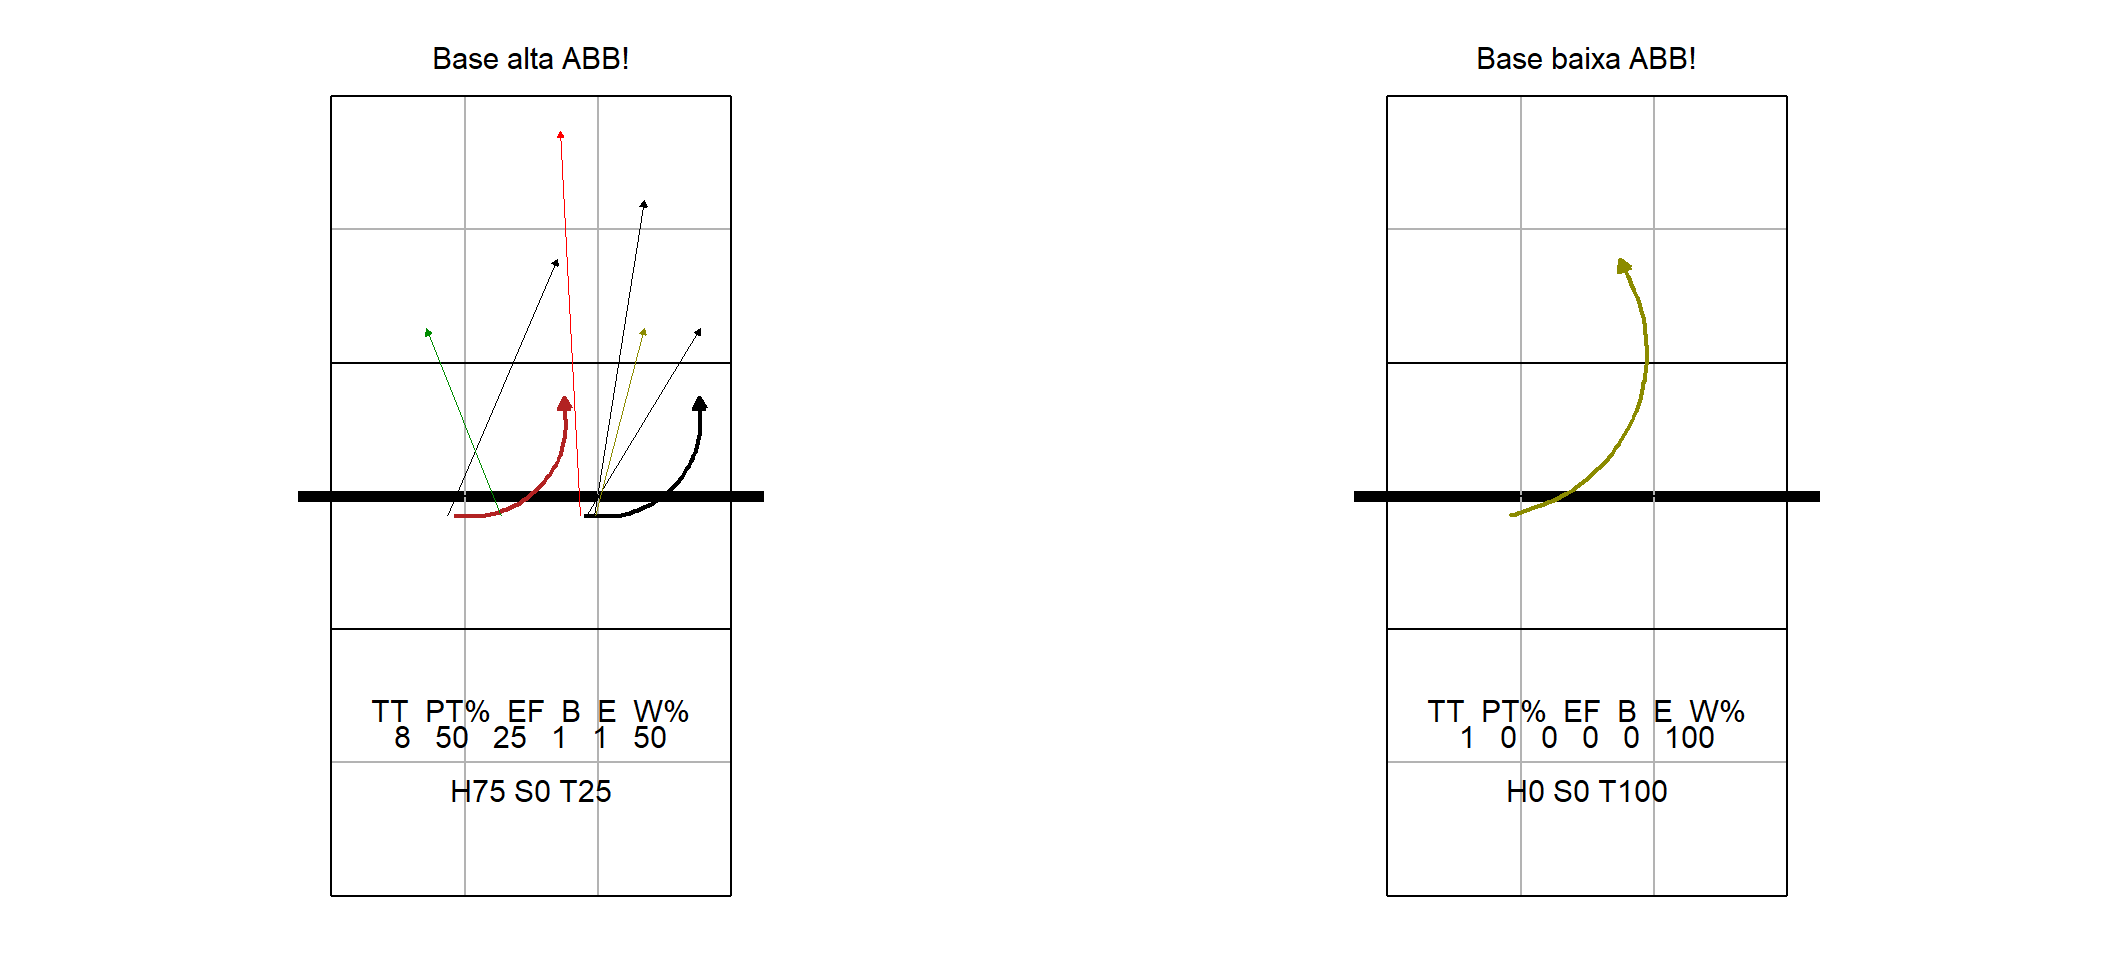 Base alta ABB!
TT PT% EF B E W%
8 50 25 1 1 50
H75 S0 T25
Base baixa ABB!
TT PT% EF B E W%
1 0 0 0 0 100
H0 S0 T100